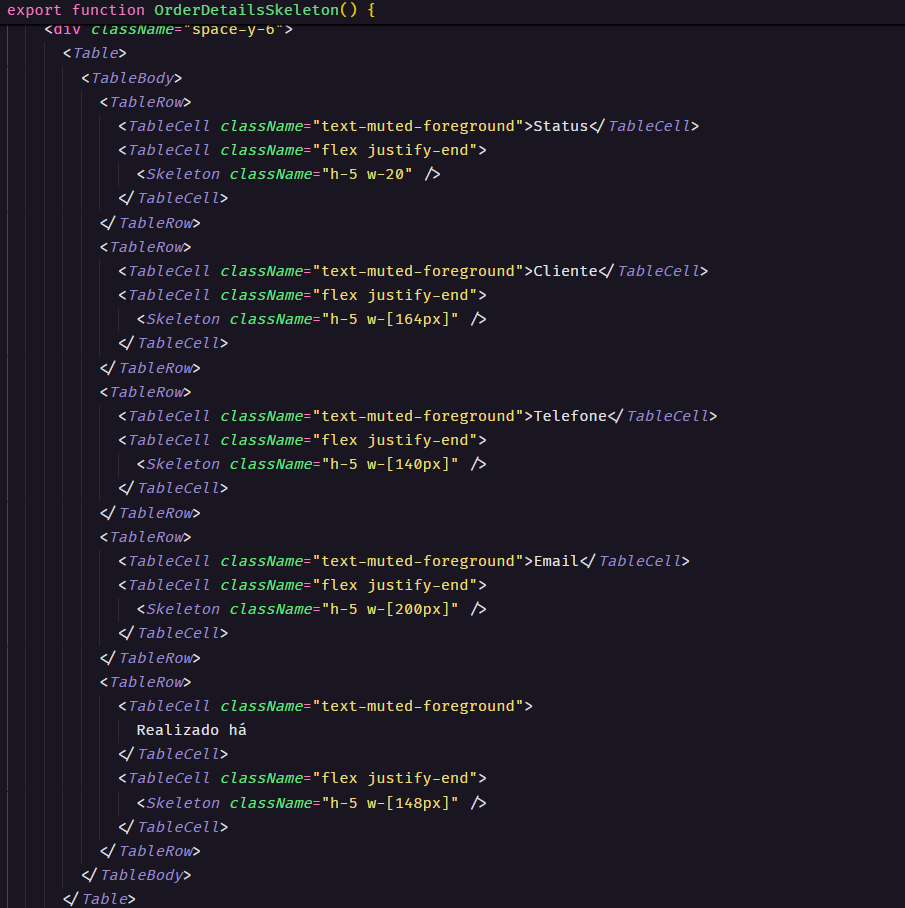 export function OrderDetailsSkeleton() {
<div className="space-y-6">
<Table>
<TableBody>
<TableRow>
<TableCell className="text-muted-foreground">Status</TableCell>
<TableCell className="flex justify-end">
<Skeleton className="h-5 w-20" />
</TableCell>
</TableRow>
<TableRow>
<TableCell className="text-muted-foreground">Cliente</TableCell>
<TableCell className="flex justify-end">
<Skeleton className="h-5 w-[164px]" />
</TableCell>
</TableRow>
<TableRow>
<TableCell className="text-muted-foreground">Telefone</TableCell>
<TableCell className="flex justify-end">
<Skeleton className="h-5 w-[140px]" />
</TableCell>
</TableRow>
<TableRow>
<TableCell className="text-muted-foreground">Email</TableCell>
<TableCell className="flex justify-end">
<Skeleton className="h-5 w-[200px]" />
</TableCell>
</TableRow>
<TableRow>
<TableCell className="text-muted-foreground">
Realizado há
</TableCell>
<TableCell className="flex justify-end">
<Skeleton className="h-5 w-[148px]" />
</TableCell>
</TableRow>
</TableBody>
</Table>